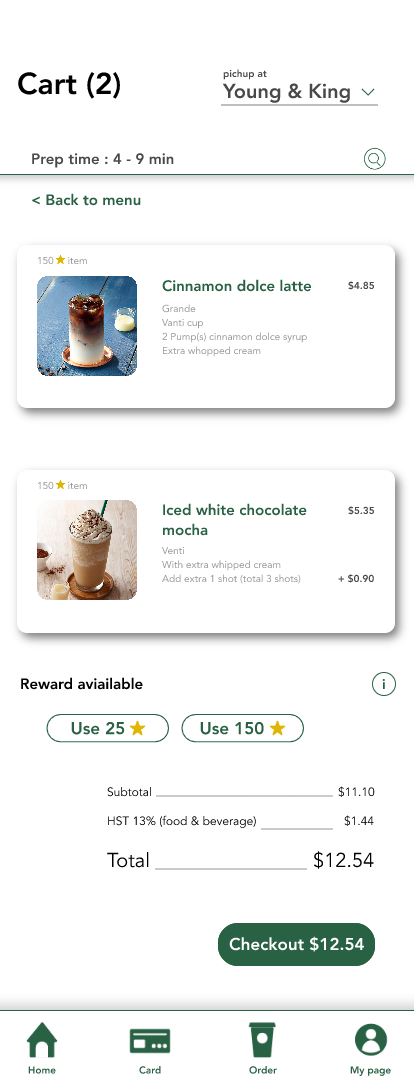 Cart (2)
pickup at
Young & King
Prep time : 4 - 9 min
< Back to menu
150 item
Cinnamon dolce latte $4.85
Grande
Vanti cup
2 Pump(s) cinnamon dolce syrup
Extra whopped cream
150 item
Iced white chocolate $5.35
mocha
Venti
With extra whipped cream
Add extra 1 shot (total 3 shots) + $0.90
Reward aviailable i
Use 25
Use 150
Subtotal $11.10
HST 13% (food & beverage) $1.44
Total $12.54
Checkout $12.54
Home Card Order My page